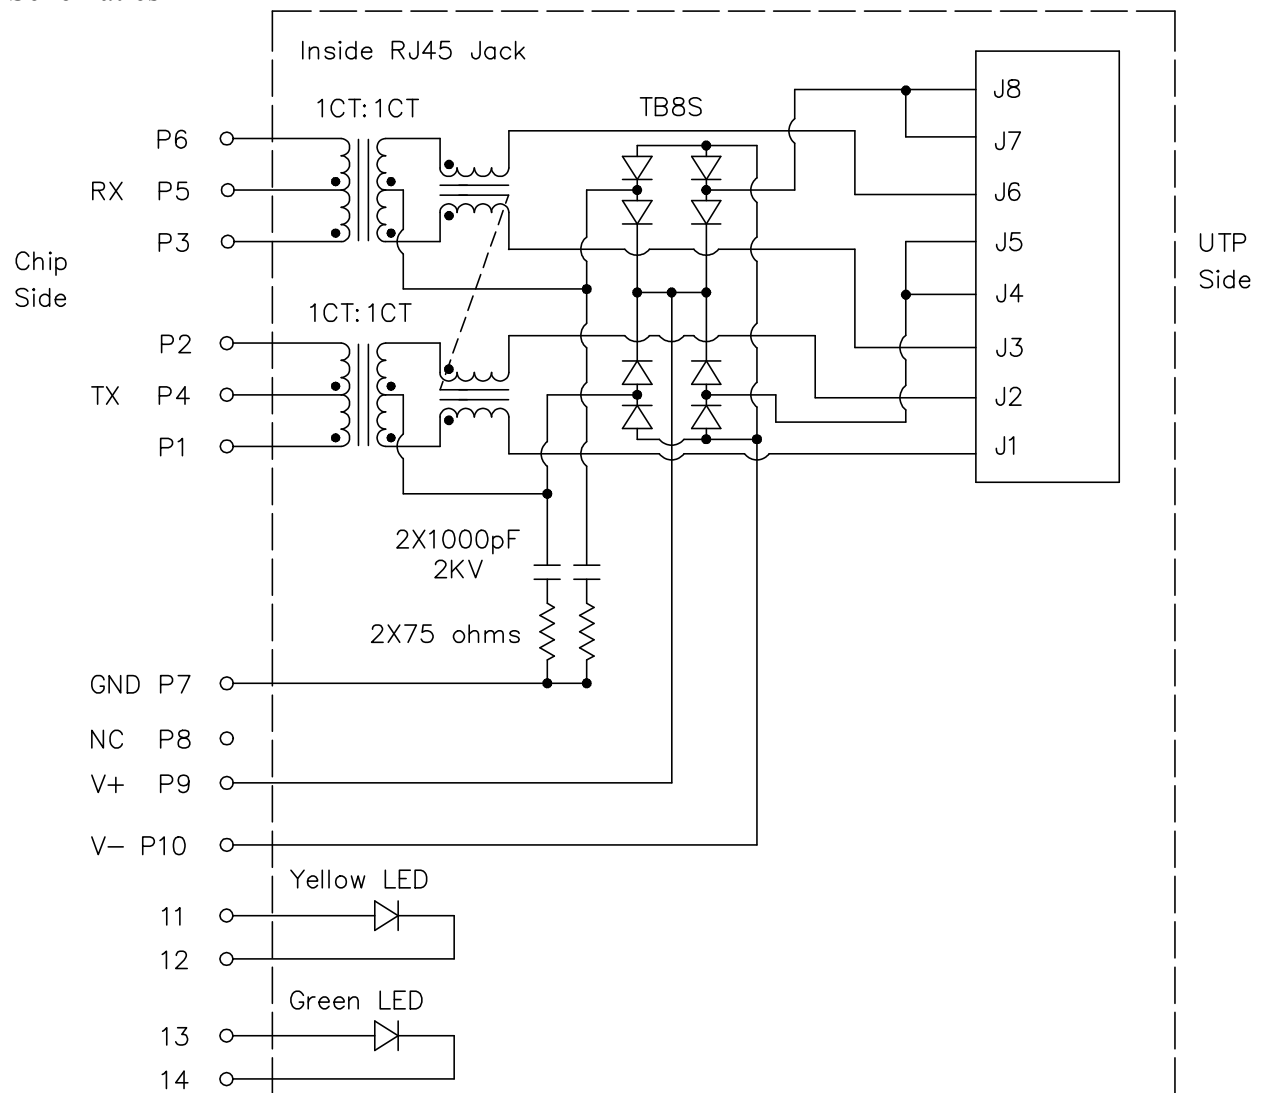 Inside RJ45 Jack
1CT:1CT
TB8S
J8
P6
J7
RX P5
J6
P3
J5
UTP
Side
Chip
Side
J4
1CT:1CT
P2
J3
TX P4
J2
P1
J1
2X1000pF
2KV
2X75 ohms
GND P7
NC P8
V+ P9
V- P10
Yellow LED
11
12
Green LED
13
14